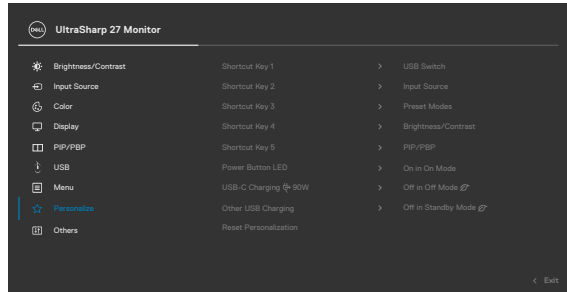 DELL UltraSharp 27 Monitor
Brightness/Contrast Shortcut Key 1 > USB Switch
Input Source Shortcut Key 2 > Input Source
Color Shortcut Key 3 > Preset Modes
Display Shortcut Key 4 > Brightness/Contrast
PIP/PBP Shortcut Key 5 > PIP/PBP
USB Power Button LED > On in On Mode
Menu USB-C Charging 90W > Off in Off Mode
Personalize Other USB Charging > Off in Standby Mode
Others Reset Personalization
< Exit